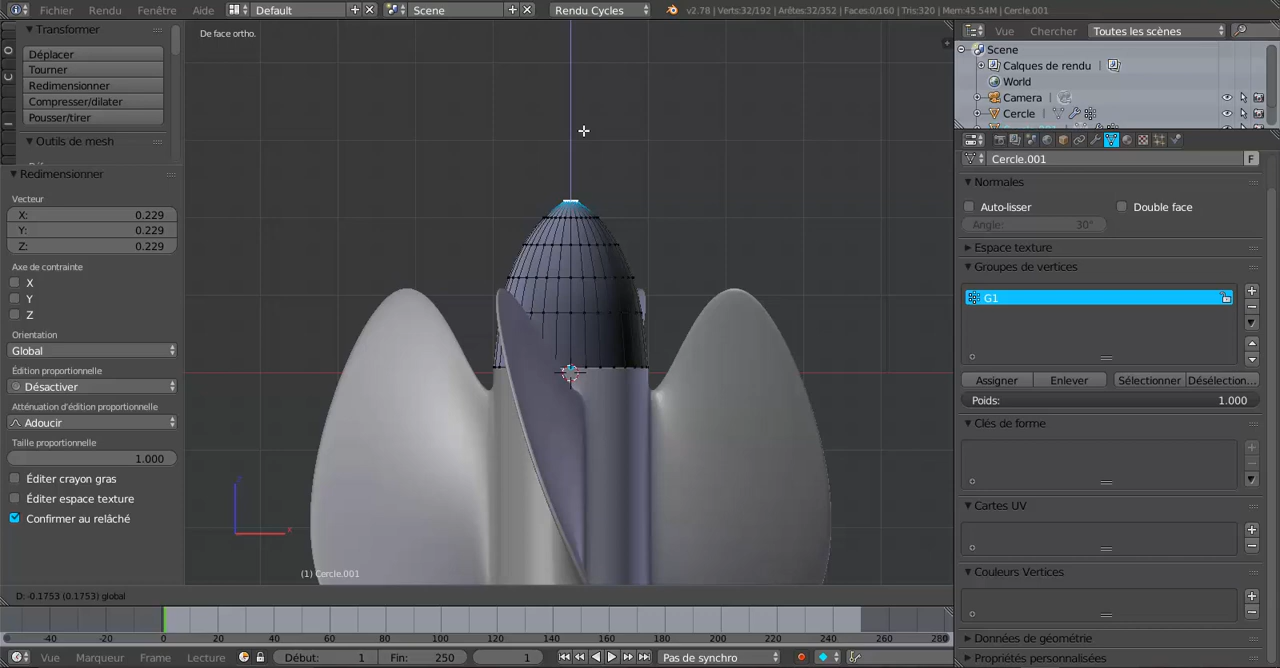 Fichier Rendu Fenêtre Aide Default Scene Rendu Cycles v2.78 | Verts:32/192 | Arêtes:32/352 | Faces:0/160 | Tris:320 | Mem:45.54M | Cercle.001
Transformer
Déplacer
Tourner
Redimensionner
Compresser/dilater
Pousser/tirer
Outils de mesh
Redimensionner
Vecteur
X: 0.229
Y: 0.229
Z: 0.229
Axe de contrainte
X
Y
Z
Orientation
Global
Édition proportionnelle
Désactiver
Atténuation d'édition proportionnelle
Adoucir
Taille proportionnelle
1.000
Éditer crayon gras
Éditer espace texture
Confirmer au relâché
De face ortho.
(1) Cercle.001
D: -0.1753 (0.1753) global
Vue Chercher Toutes les scènes
Scene
Calques de rendu
World
Camera
Cercle
Cercle.001 F
Normales
Auto-lisser Double face
Angle: 30°
Espace texture
Groupes de vertices
G1
Assigner Enlever Sélectionner Désélection...
Poids: 1.000
Clés de forme
Cartes UV
Couleurs Vertices
Données de géométrie
Propriétés personnalisées
-40 -20 0 20 40 60 80 100 120 140 160 180 200 220 240 260 280
Vue Marqueur Frame Lecture Début: 1 Fin: 250 1 Pas de synchro